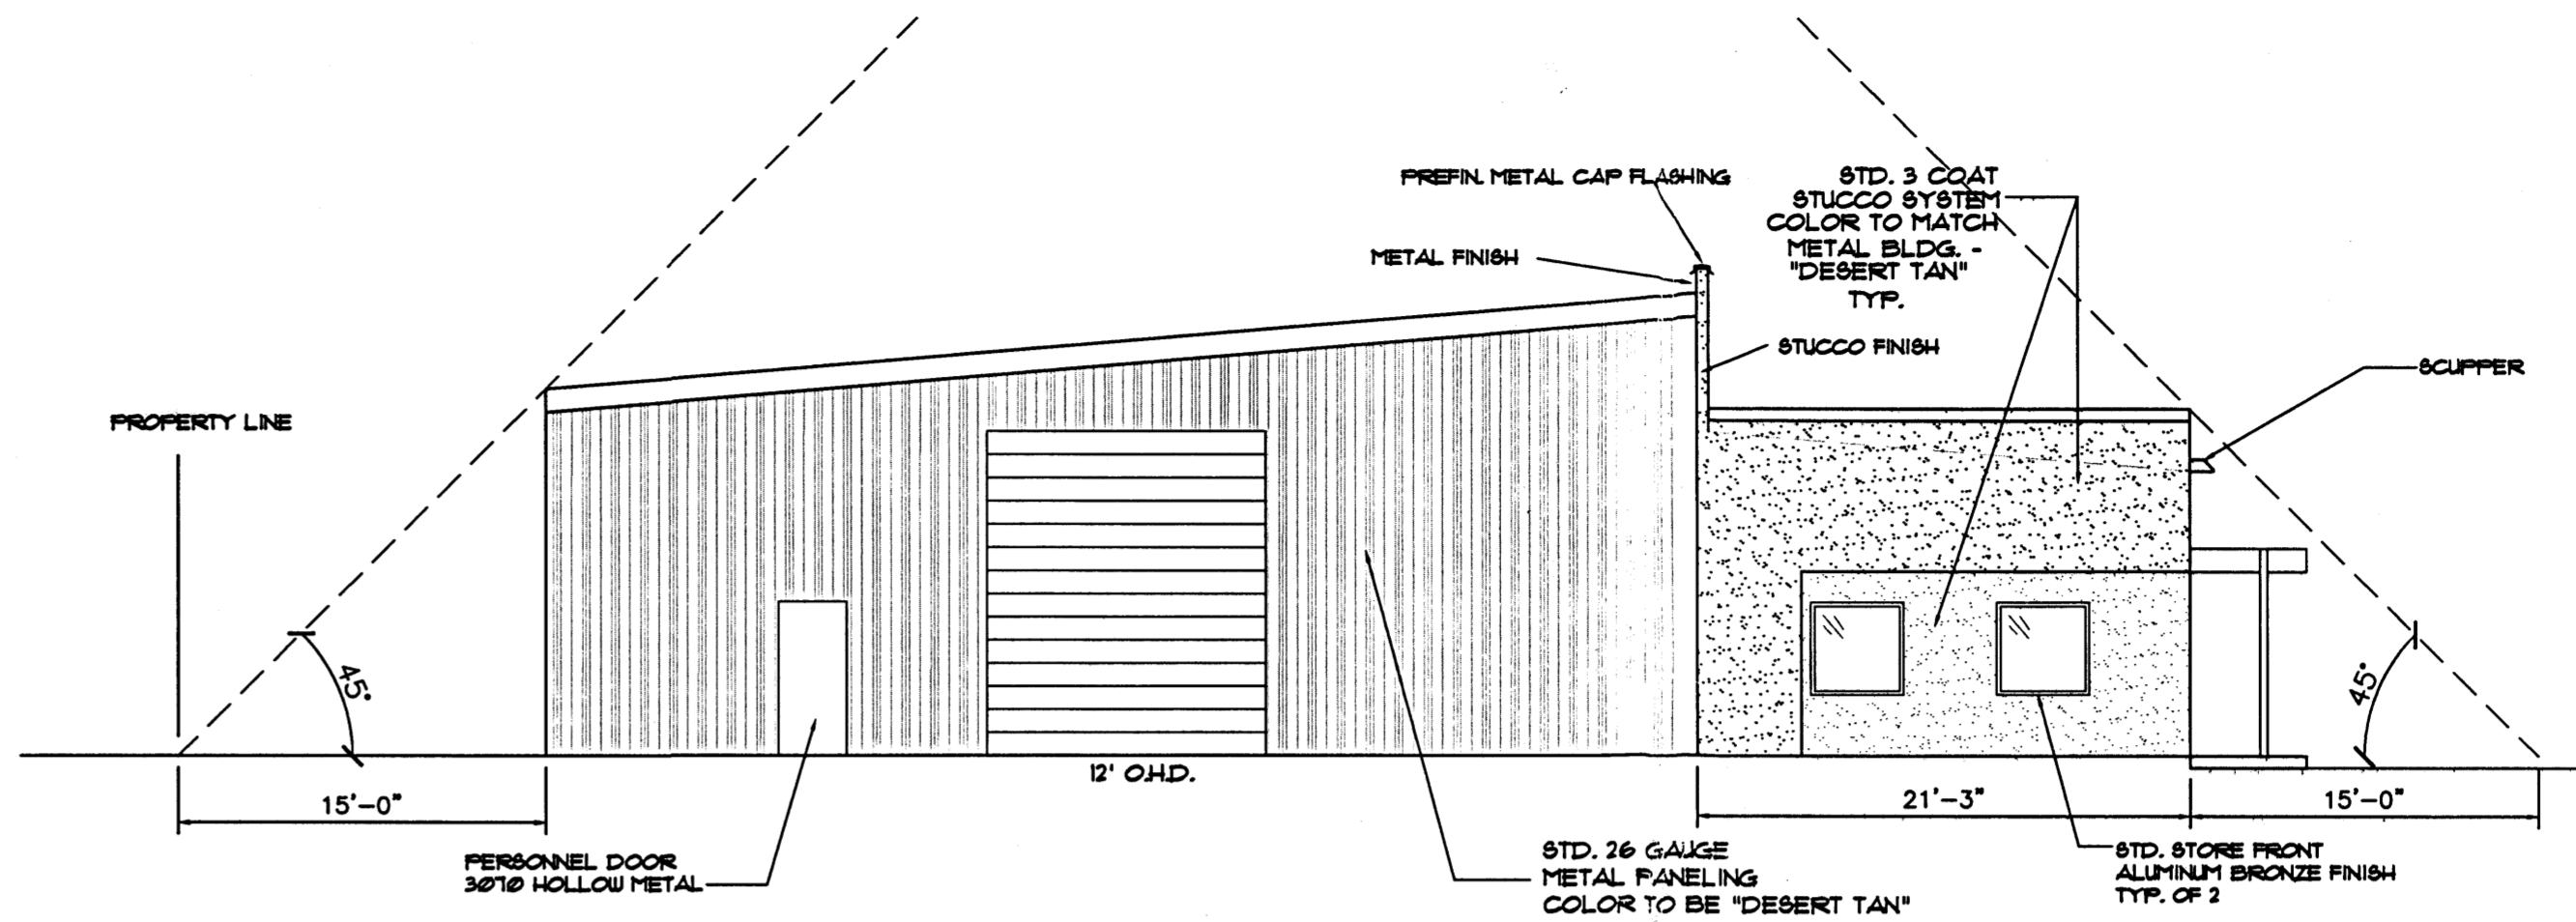 PREFIN. METAL CAP FLASHING
METAL FINISH
STD. 3 COAT
STUCCO SYSTEM
COLOR TO MATCH
METAL BLDG. -
"DESERT TAN"
TYP.
STUCCO FINISH
SCUPPER
PROPERTY LINE
45°
45°
12' O.H.D.
15'-0"
21'-3"
15'-0"
PERSONNEL DOOR
3070 HOLLOW METAL
STD. 26 GAUGE
METAL PANELING
COLOR TO BE "DESERT TAN"
STD. STORE FRONT
ALUMINUM BRONZE FINISH
TYP. OF 2